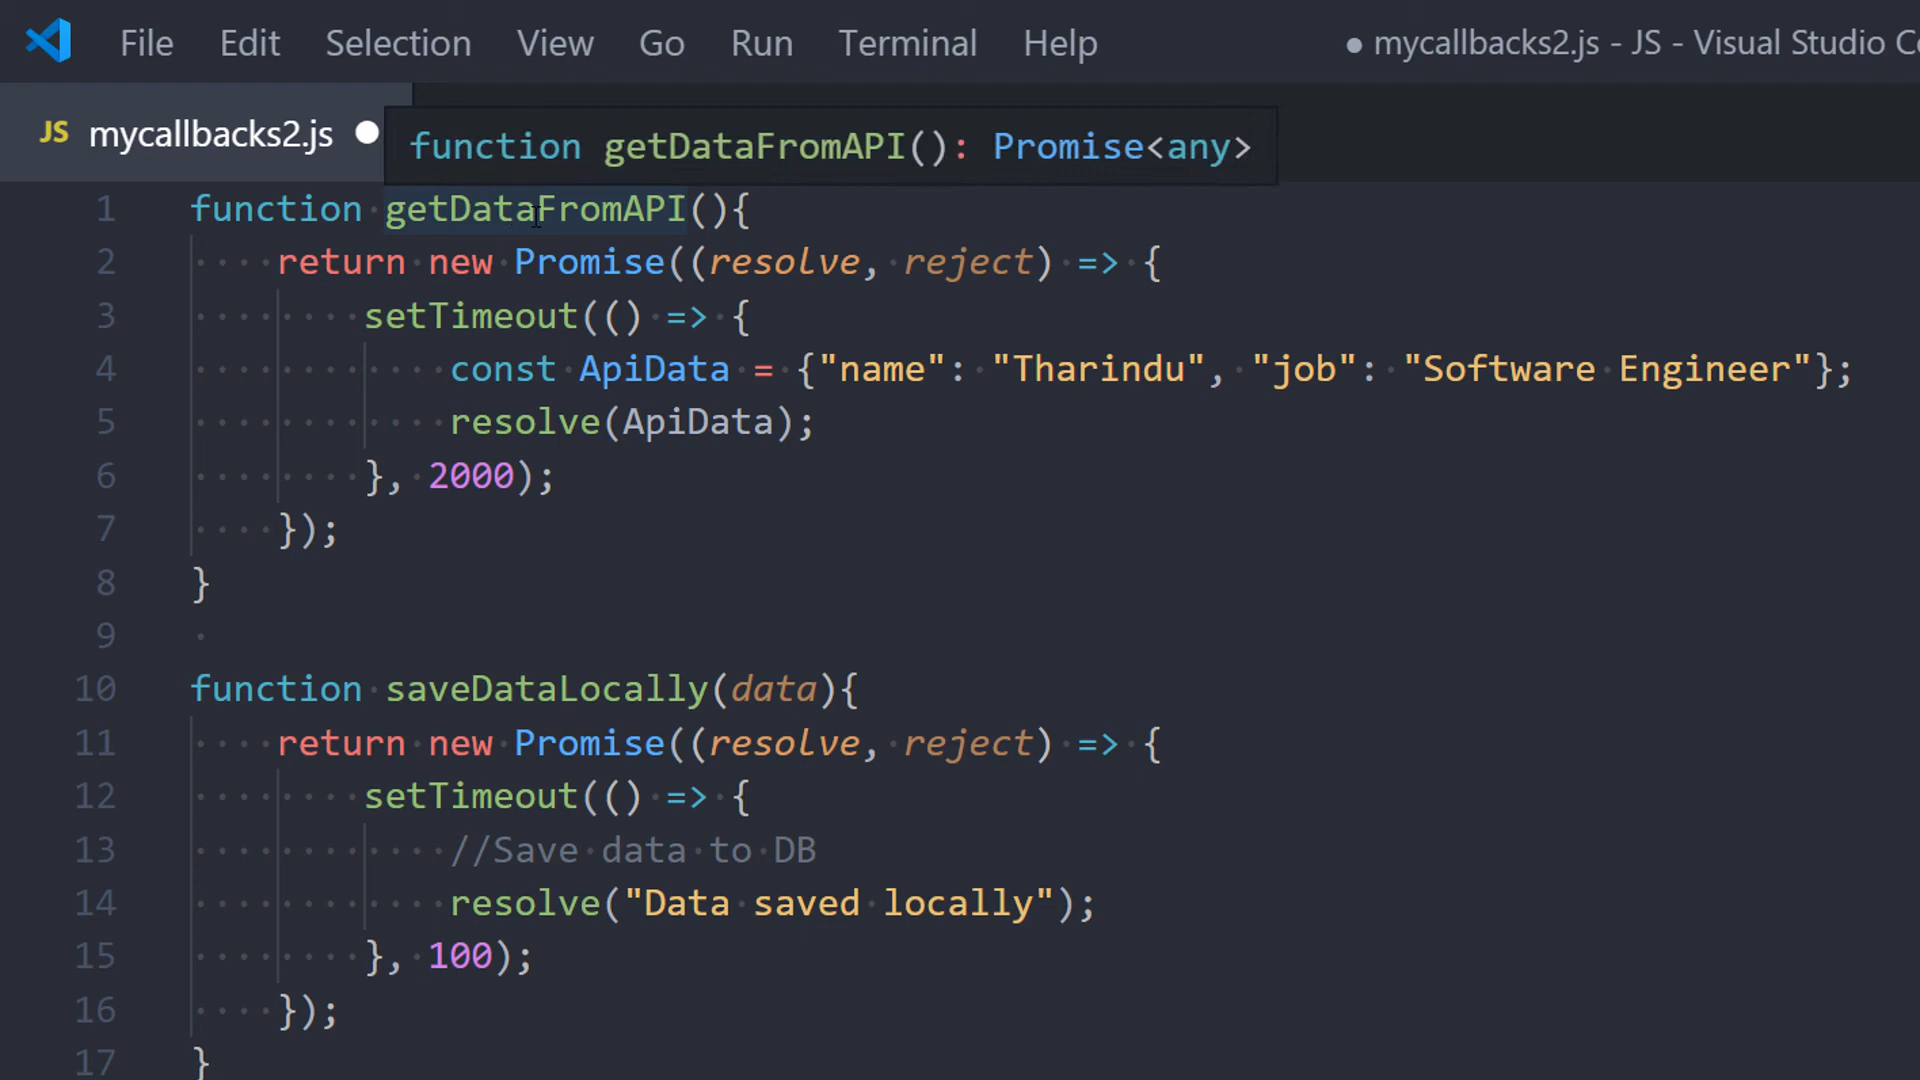 File Edit Selection View Go Run Terminal Help ● mycallbacks2.js - JS - Visual Studio
JS mycallbacks2.js ●
function getDataFromAPI(): Promise<any>
1 function getDataFromAPI(){
2     return new Promise((resolve, reject) => {
3         setTimeout(() => {
4             const ApiData = {"name": "Tharindu", "job": "Software Engineer"};
5             resolve(ApiData);
6         }, 2000);
7     });
8 }
9
10 function saveDataLocally(data){
11     return new Promise((resolve, reject) => {
12         setTimeout(() => {
13             //Save data to DB
14             resolve("Data saved locally");
15         }, 100);
16     });
17 }